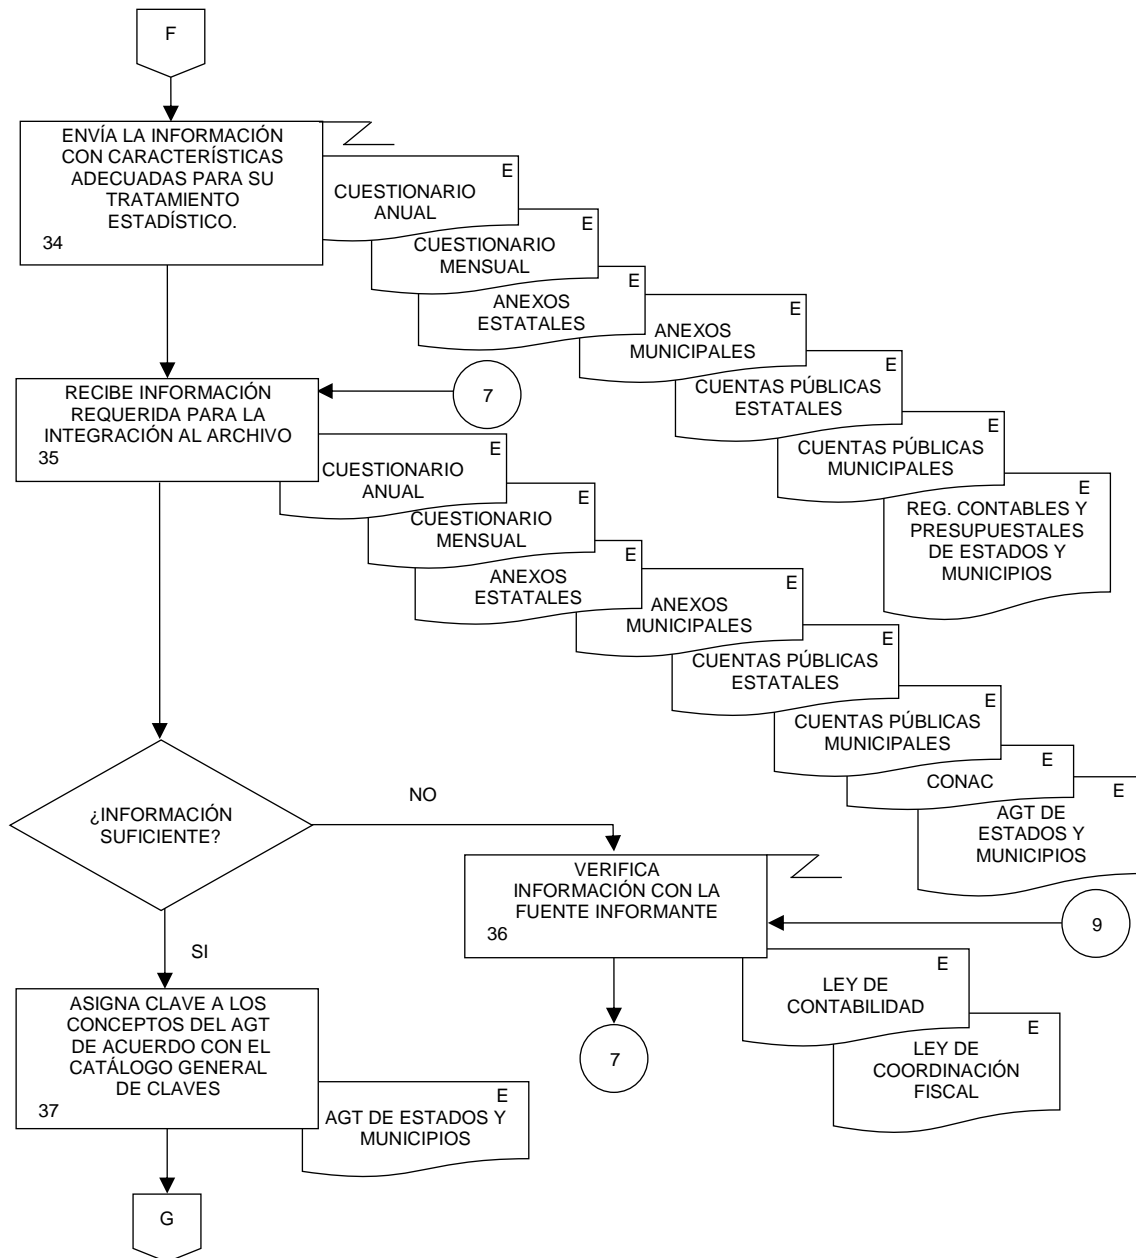 F
ENVÍA LA INFORMACIÓN
CON CARACTERÍSTICAS
ADECUADAS PARA SU
TRATAMIENTO
ESTADÍSTICO.
34
E
CUESTIONARIO
ANUAL
E
CUESTIONARIO
MENSUAL
E
ANEXOS
ESTATALES
E
ANEXOS
MUNICIPALES
E
CUENTAS PÚBLICAS
ESTATALES
E
CUENTAS PÚBLICAS
MUNICIPALES
E
REG. CONTABLES Y
PRESUPUESTALES
DE ESTADOS Y
MUNICIPIOS
RECIBE INFORMACIÓN
REQUERIDA PARA LA
INTEGRACIÓN AL ARCHIVO
35
7
E
CUESTIONARIO
ANUAL
E
CUESTIONARIO
MENSUAL
E
ANEXOS
ESTATALES
E
ANEXOS
MUNICIPALES
E
CUENTAS PÚBLICAS
ESTATALES
E
CUENTAS PÚBLICAS
MUNICIPALES
E
CONAC
E
AGT DE
ESTADOS Y
MUNICIPIOS
¿INFORMACIÓN
SUFICIENTE?
NO
VERIFICA
INFORMACIÓN CON LA
FUENTE INFORMANTE
36
9
E
LEY DE
CONTABILIDAD
E
LEY DE
COORDINACIÓN
FISCAL
7
SI
ASIGNA CLAVE A LOS
CONCEPTOS DEL AGT
DE ACUERDO CON EL
CATÁLOGO GENERAL
DE CLAVES
37
E
AGT DE ESTADOS Y
MUNICIPIOS
G